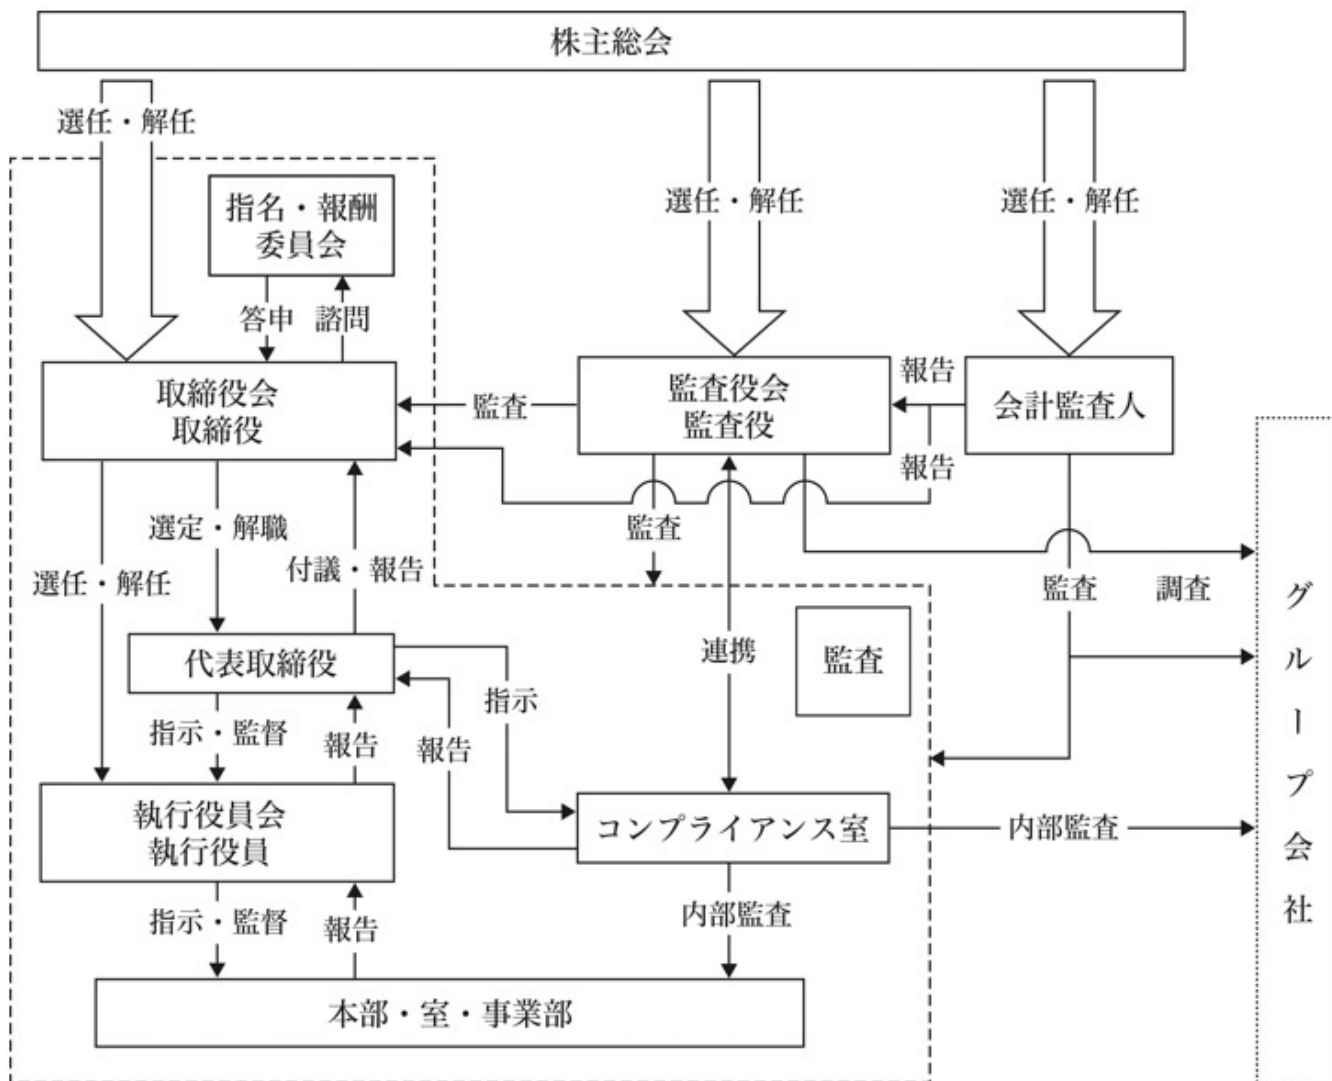 株主総会
選任・解任
選任・解任
選任・解任
指名・報酬
委員会
答申
諮問
取締役会
取締役
監査
監査役会
監査役
報告
会計監査人
報告
監査
選定・解職
付議・報告
選任・解任
監査
調査
代表取締役
連携
監査
指示
指示・監督
報告
報告
執行役員会
執行役員
コンプライアンス室
内部監査
指示・監督
報告
内部監査
本部・室・事業部
グループ会社